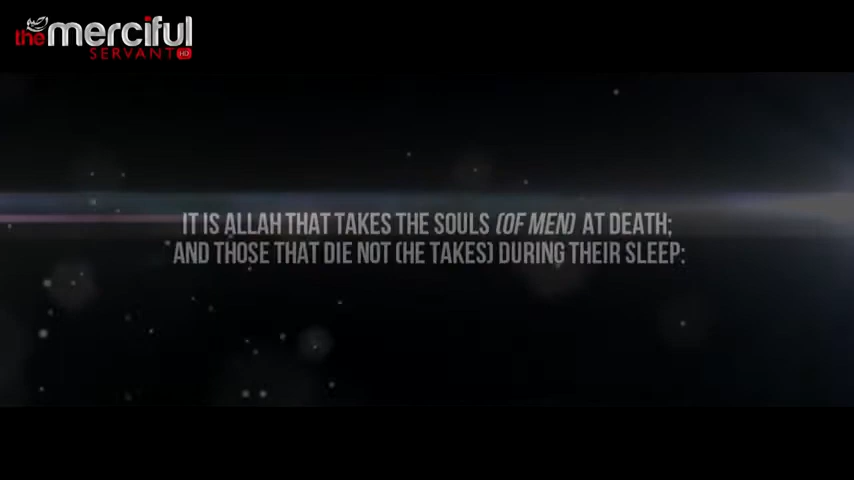 the merciful
SERVANT HD
IT IS ALLAH THAT TAKES THE SOULS (OF MEN) AT DEATH;
AND THOSE THAT DIE NOT (HE TAKES) DURING THEIR SLEEP: